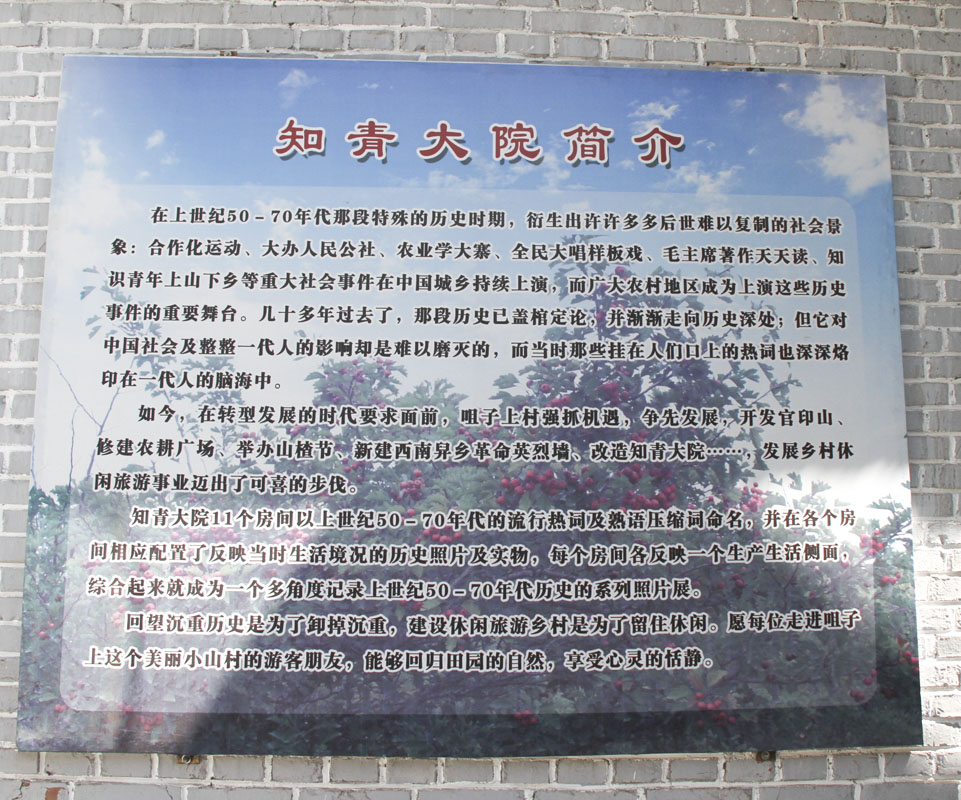 知青大院简介
在上世纪50－70年代那段特殊的历史时期，衍生出许许多多后世难以复制的社会景
象：合作化运动、大办人民公社、农业学大寨、全民大唱样板戏、毛主席著作天天读、知
识青年上山下乡等重大社会事件在中国城乡持续上演，而广大农村地区成为上演这些历史
事件的重要舞台。几十多年过去了，那段历史已盖棺定论，并渐渐走向历史深处；但它对
中国社会及整整一代人的影响却是难以磨灭的，而当时那些挂在人们口上的热词也深深烙
印在一代人的脑海中。
如今，在转型发展的时代要求面前，咀子上村强抓机遇，争先发展，开发官印山、
修建农耕广场、举办山楂节、新建西南舁乡革命英烈墙、改造知青大院……，发展乡村休
闲旅游事业迈出了可喜的步伐。
知青大院11个房间以上世纪50－70年代的流行热词及熟语压缩词命名，并在各个房
间相应配置了反映当时生活境况的历史照片及实物，每个房间各反映一个生产生活侧面，
综合起来就成为一个多角度记录上世纪50－70年代历史的系列照片展。
回望沉重历史是为了卸掉沉重，建设休闲旅游乡村是为了留住休闲。愿每位走进咀子
上这个美丽小山村的游客朋友，能够回归田园的自然，享受心灵的恬静。